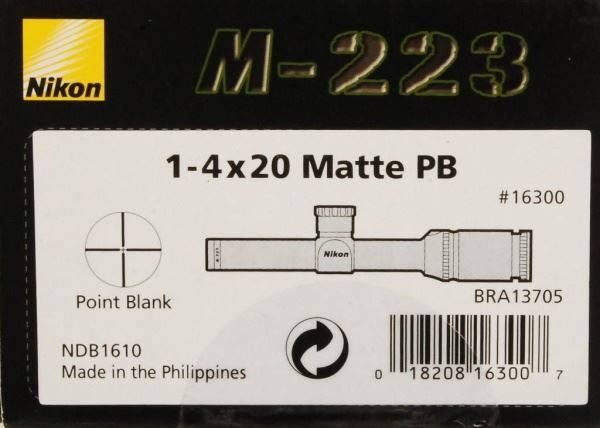 Nikon
M-223
1-4x20 Matte PB
#16300
M-223
Nikon
Point Blank
BRA13705
NDB1610
Made in the Philippines
0 18208 16300 7